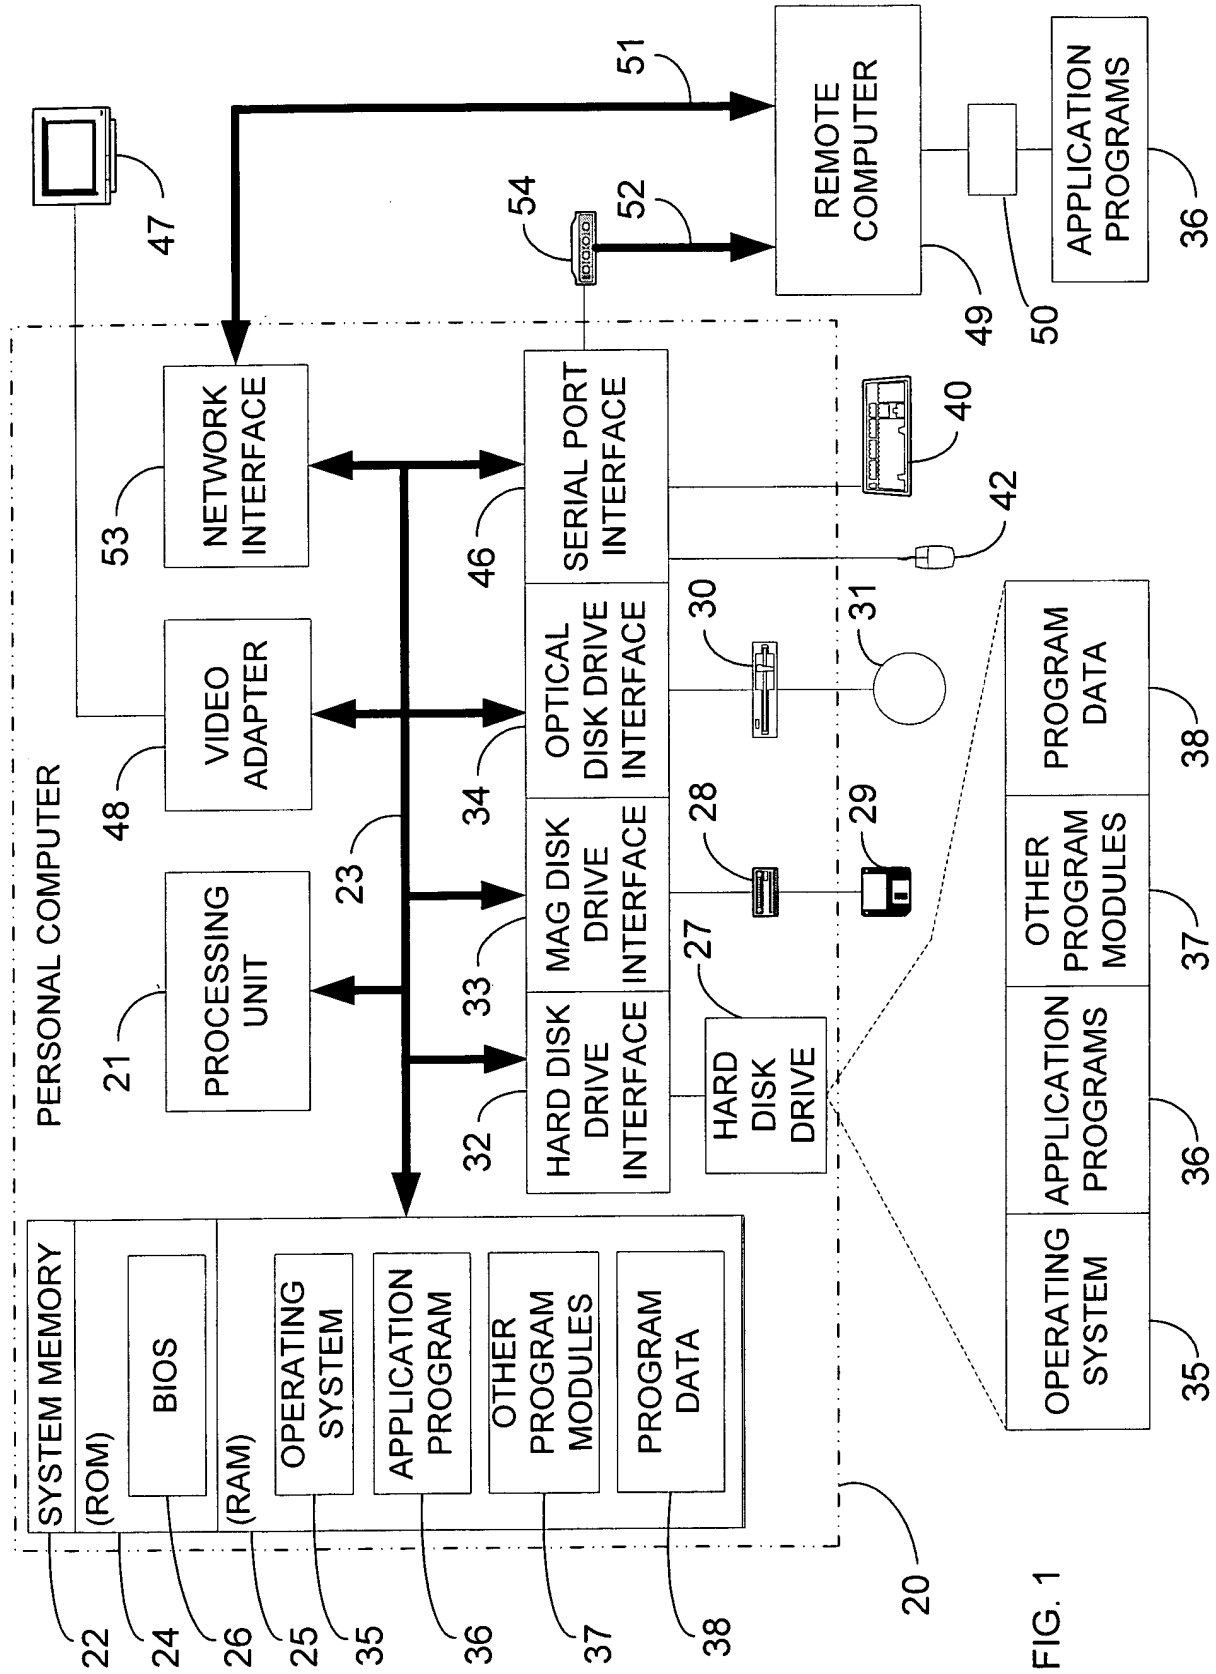 PERSONAL COMPUTER
22
SYSTEM MEMORY
24
(ROM)
26
BIOS
25
(RAM)
35
OPERATING
SYSTEM
36
APPLICATION
PROGRAM
37
OTHER
PROGRAM
MODULES
38
PROGRAM
DATA
21
PROCESSING
UNIT
48
VIDEO
ADAPTER
53
NETWORK
INTERFACE
47
23
32
HARD DISK
DRIVE
INTERFACE
33
MAG DISK
DRIVE
INTERFACE
34
OPTICAL
DISK DRIVE
INTERFACE
46
SERIAL PORT
INTERFACE
54
52
51
27
HARD
DISK
DRIVE
28
29
30
31
42
40
REMOTE
COMPUTER
49
50
APPLICATION
PROGRAMS
36
20
OPERATING
SYSTEM
35
APPLICATION
PROGRAMS
36
OTHER
PROGRAM
MODULES
37
PROGRAM
DATA
38
FIG. 1